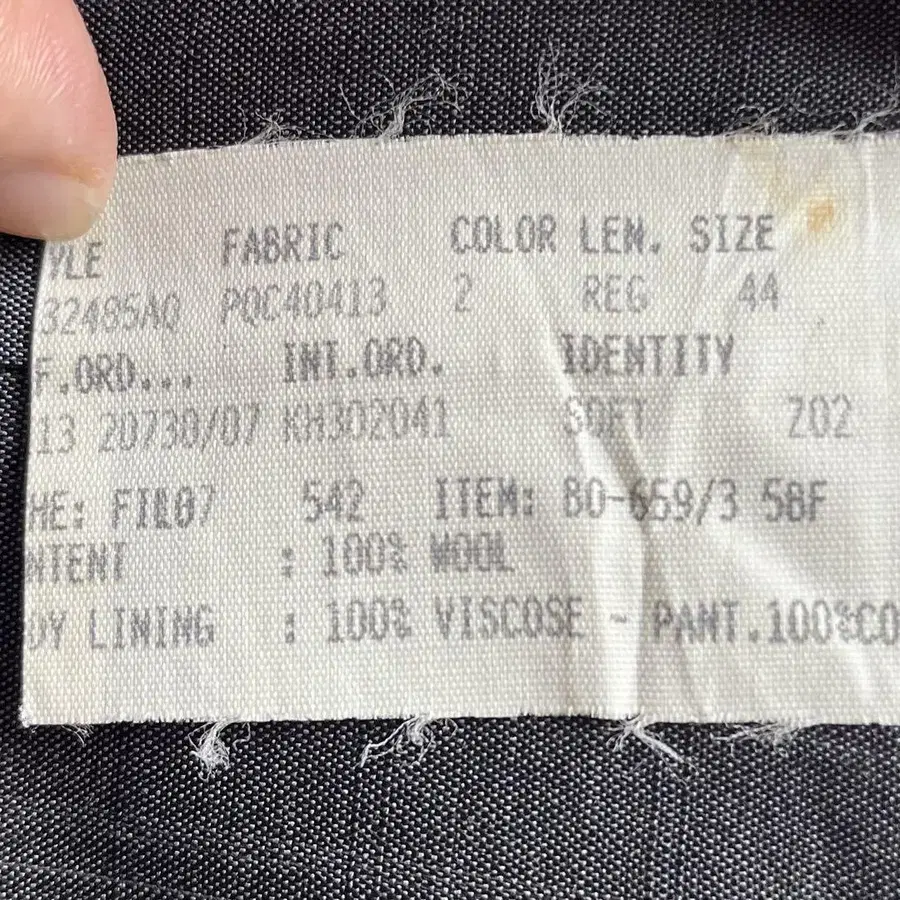 YLE FABRIC COLOR LEN. SIZE
32485AQ PQC40413 2 REG 44
F.ORD... INT.ORD. IDENTITY
13 20730/07 KH302041 SOFT Z02
HE: FIL07 542 ITEM: 80-659/3 58F
NTENT : 100% WOOL
DY LINING : 100% VISCOSE - PANT.100%CO